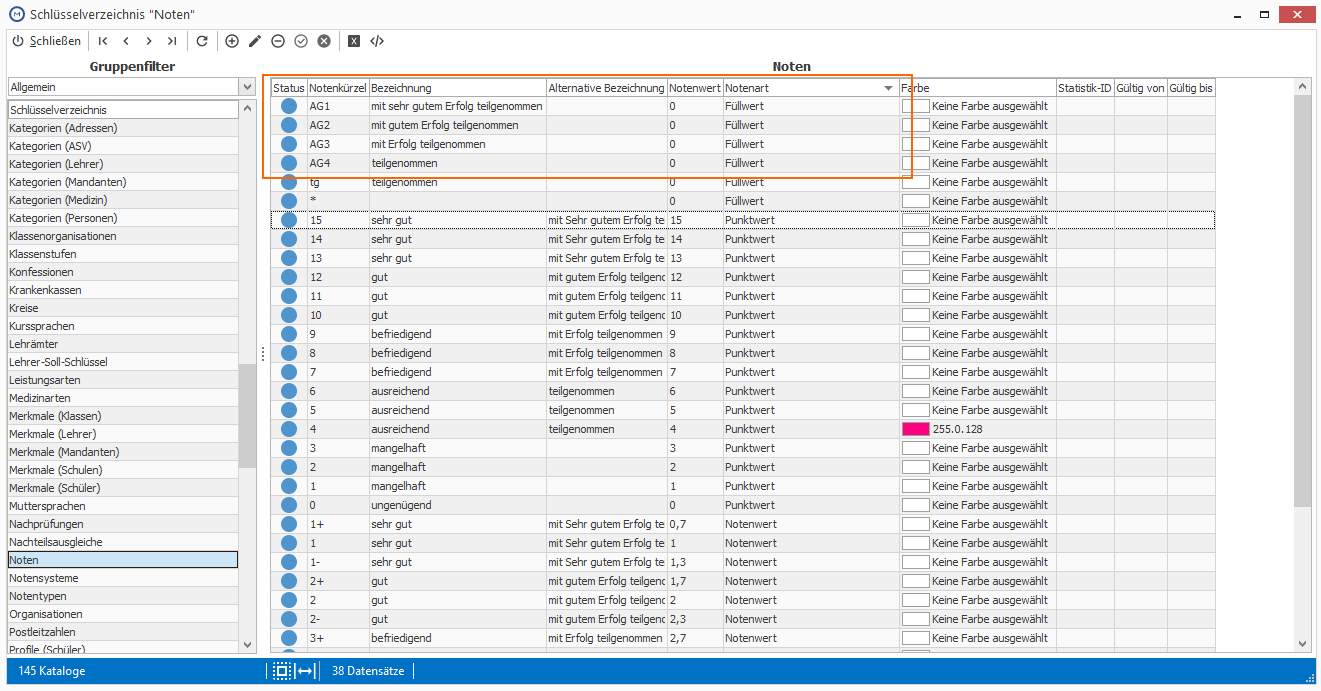 Schlüsselverzeichnis "Noten"
Schließen
Gruppenfilter
Allgemein
Schlüsselverzeichnis
Kategorien (Adressen)
Kategorien (ASV)
Kategorien (Lehrer)
Kategorien (Mandanten)
Kategorien (Medizin)
Kategorien (Personen)
Klassenorganisationen
Klassenstufen
Konfessionen
Krankenkassen
Kreise
Kurssprachen
Lehrämter
Lehrer-Soll-Schlüssel
Leistungsarten
Medizinarten
Merkmale (Klassen)
Merkmale (Lehrer)
Merkmale (Mandanten)
Merkmale (Schulen)
Merkmale (Schüler)
Muttersprachen
Nachprüfungen
Nachteilsausgleiche
Noten
Notensysteme
Notentypen
Organisationen
Postleitzahlen
Profile (Schüler)
Noten
Status Notenkürzel Bezeichnung Alternative Bezeichnung Notenwert Notenart Farbe Statistik-ID Gültig von Gültig bis
AG1 mit sehr gutem Erfolg teilgenommen 0 Füllwert Keine Farbe ausgewählt
AG2 mit gutem Erfolg teilgenommen 0 Füllwert Keine Farbe ausgewählt
AG3 mit Erfolg teilgenommen 0 Füllwert Keine Farbe ausgewählt
AG4 teilgenommen 0 Füllwert Keine Farbe ausgewählt
tg teilgenommen 0 Füllwert Keine Farbe ausgewählt
* 0 Füllwert Keine Farbe ausgewählt
15 sehr gut mit Sehr gutem Erfolg te 15 Punktwert Keine Farbe ausgewählt
14 sehr gut mit Sehr gutem Erfolg te 14 Punktwert Keine Farbe ausgewählt
13 sehr gut mit Sehr gutem Erfolg te 13 Punktwert Keine Farbe ausgewählt
12 gut mit gutem Erfolg teilgenc 12 Punktwert Keine Farbe ausgewählt
11 gut mit gutem Erfolg teilgenc 11 Punktwert Keine Farbe ausgewählt
10 gut mit gutem Erfolg teilgenc 10 Punktwert Keine Farbe ausgewählt
9 befriedigend mit Erfolg teilgenommen 9 Punktwert Keine Farbe ausgewählt
8 befriedigend mit Erfolg teilgenommen 8 Punktwert Keine Farbe ausgewählt
7 befriedigend mit Erfolg teilgenommen 7 Punktwert Keine Farbe ausgewählt
6 ausreichend teilgenommen 6 Punktwert Keine Farbe ausgewählt
5 ausreichend teilgenommen 5 Punktwert Keine Farbe ausgewählt
4 ausreichend teilgenommen 4 Punktwert 255.0.128
3 mangelhaft 3 Punktwert Keine Farbe ausgewählt
2 mangelhaft 2 Punktwert Keine Farbe ausgewählt
1 mangelhaft 1 Punktwert Keine Farbe ausgewählt
0 ungenügend 0 Punktwert Keine Farbe ausgewählt
1+ sehr gut mit Sehr gutem Erfolg te 0,7 Notenwert Keine Farbe ausgewählt
1 sehr gut mit Sehr gutem Erfolg te 1 Notenwert Keine Farbe ausgewählt
1- sehr gut mit Sehr gutem Erfolg te 1,3 Notenwert Keine Farbe ausgewählt
2+ gut mit gutem Erfolg teilgenc 1,7 Notenwert Keine Farbe ausgewählt
2 gut mit gutem Erfolg teilgenc 2 Notenwert Keine Farbe ausgewählt
2- gut mit gutem Erfolg teilgenc 2,3 Notenwert Keine Farbe ausgewählt
3+ befriedigend mit Erfolg teilgenommen 2,7 Notenwert Keine Farbe ausgewählt
145 Kataloge 38 Datensätze